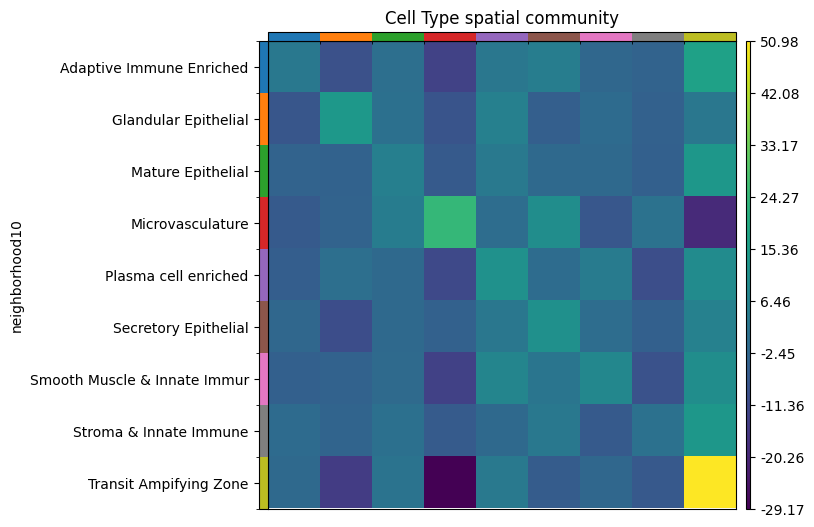 Cell Type spatial community
neighborhood10
Adaptive Immune Enriched
Glandular Epithelial
Mature Epithelial
Microvasculature
Plasma cell enriched
Secretory Epithelial
Smooth Muscle & Innate Immur
Stroma & Innate Immune
Transit Ampifying Zone
50.98
42.08
33.17
24.27
15.36
6.46
-2.45
-11.36
-20.26
-29.17